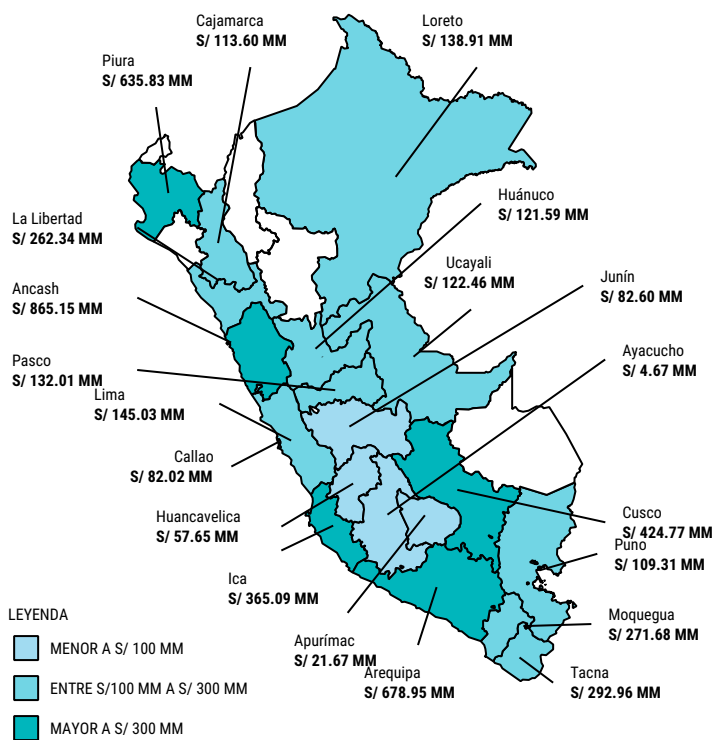 Cajamarca
S/ 113.60 MM
Loreto
S/ 138.91 MM
Piura
S/ 635.83 MM
Huánuco
S/ 121.59 MM
La Libertad
S/ 262.34 MM
Ucayali
S/ 122.46 MM
Junín
S/ 82.60 MM
Ancash
S/ 865.15 MM
Ayacucho
S/ 4.67 MM
Pasco
S/ 132.01 MM
Lima
S/ 145.03 MM
Callao
S/ 82.02 MM
Huancavelica
S/ 57.65 MM
Cusco
S/ 424.77 MM
Puno
S/ 109.31 MM
Ica
S/ 365.09 MM
Moquegua
S/ 271.68 MM
Apurímac
S/ 21.67 MM
Arequipa
S/ 678.95 MM
Tacna
S/ 292.96 MM
LEYENDA
MENOR A S/ 100 MM
ENTRE S/100 MM A S/ 300 MM
MAYOR A S/ 300 MM